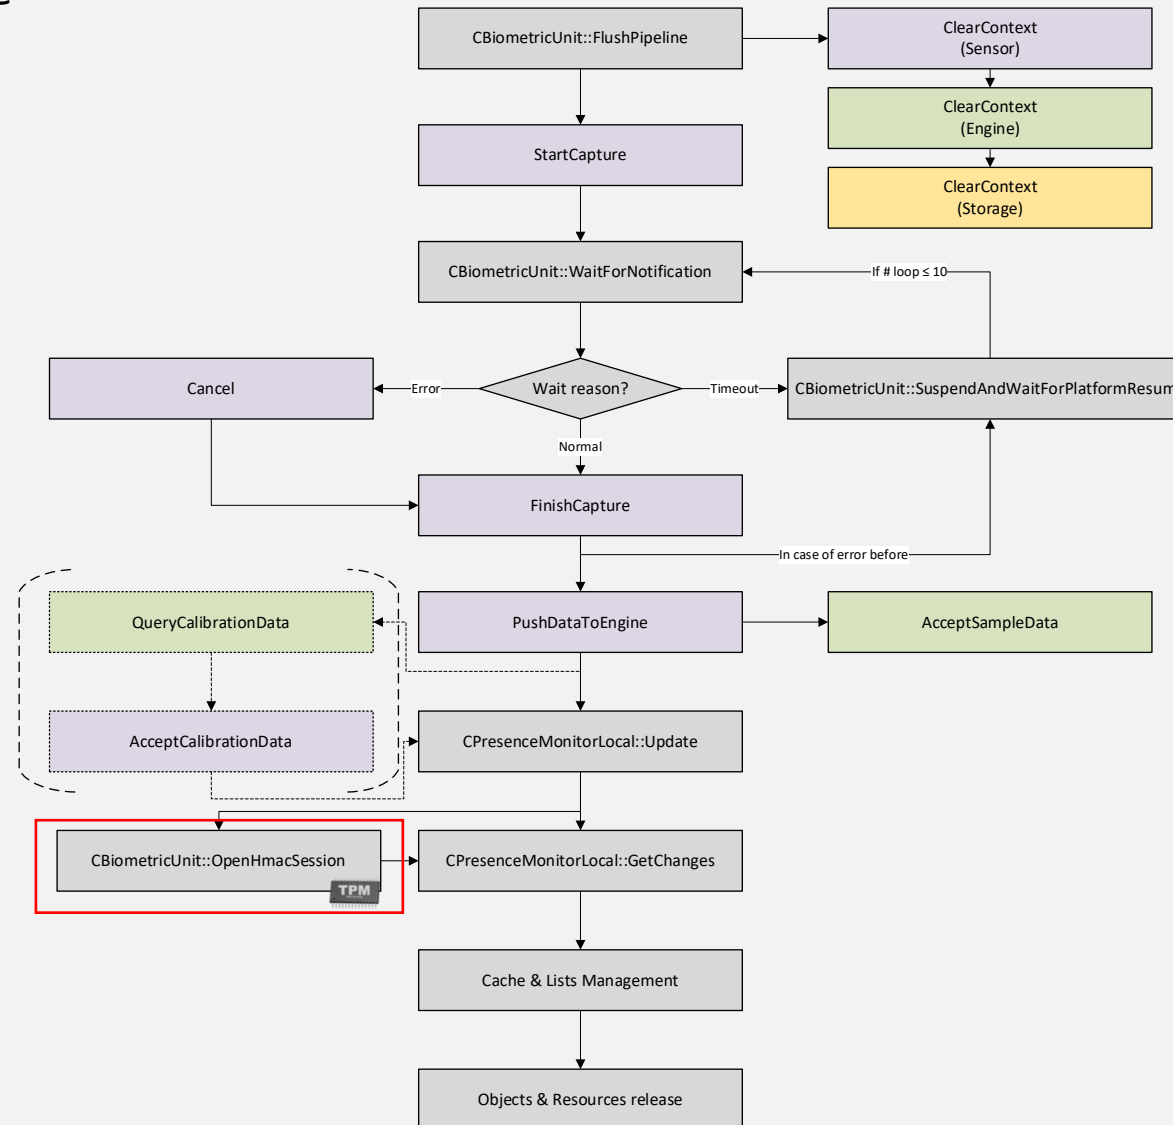 CBiometricUnit::FlushPipeline
ClearContext
(Sensor)
ClearContext
(Engine)
StartCapture
ClearContext
(Storage)
CBiometricUnit::WaitForNotification
If # loop ≤ 10
Cancel
Error
Wait reason?
Timeout
CBiometricUnit::SuspendAndWaitForPlatformResum
Normal
FinishCapture
In case of error before
QueryCalibrationData
PushDataToEngine
AcceptSampleData
AcceptCalibrationData
CPresenceMonitorLocal::Update
CBiometricUnit::OpenHmacSession
TPM
CPresenceMonitorLocal::GetChanges
Cache & Lists Management
Objects & Resources release